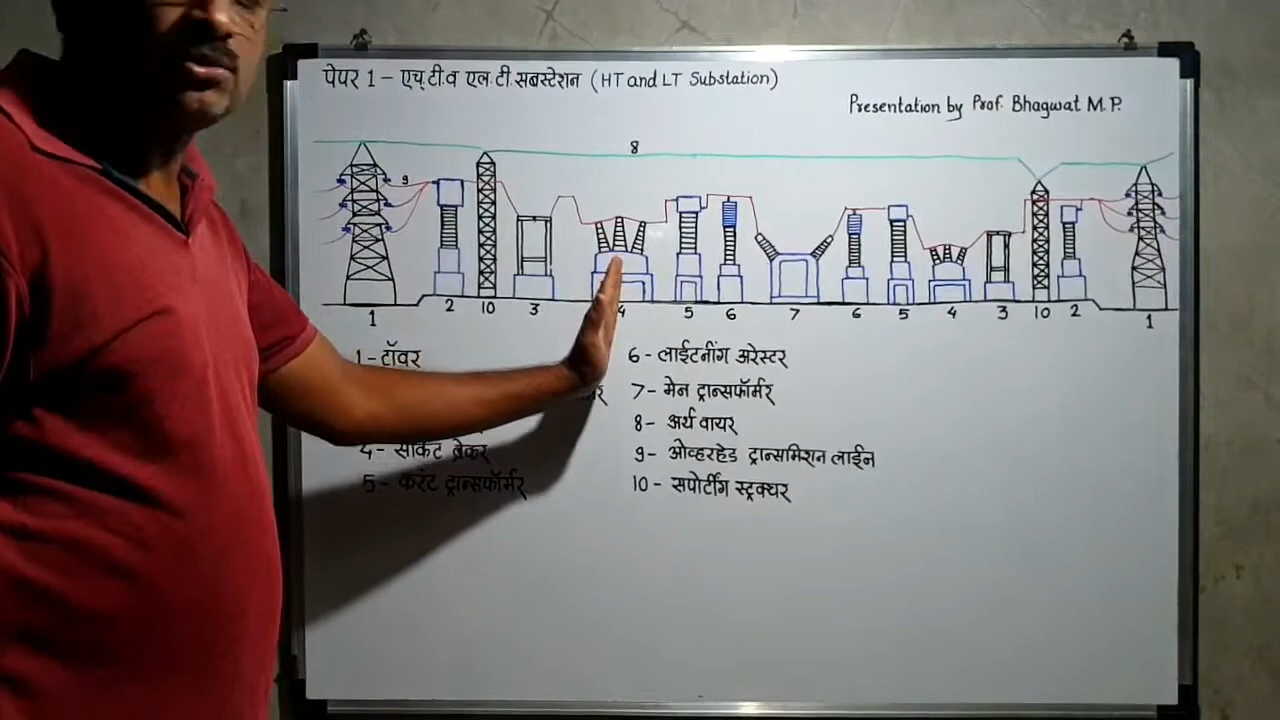 पेपर 1 - एच.टी.व एल.टी.सबस्टेशन (HT and LT Substation)
Presentation by Prof. Bhagwat M.P.
8
9
1 2 10 3 4 5 6 7 6 5 4 3 10 2 1
1 - टॉवर
4 - सर्किट ब्रेकर
5 - करंट ट्रान्सफॉर्मर
6 - लाईटनींग अरेस्टर
7 - मेन ट्रान्सफॉर्मर
8 - अर्थ वायर
9 - ओव्हरहेड ट्रान्समिशन लाईन
10 - सपोर्टींग स्ट्रक्चर